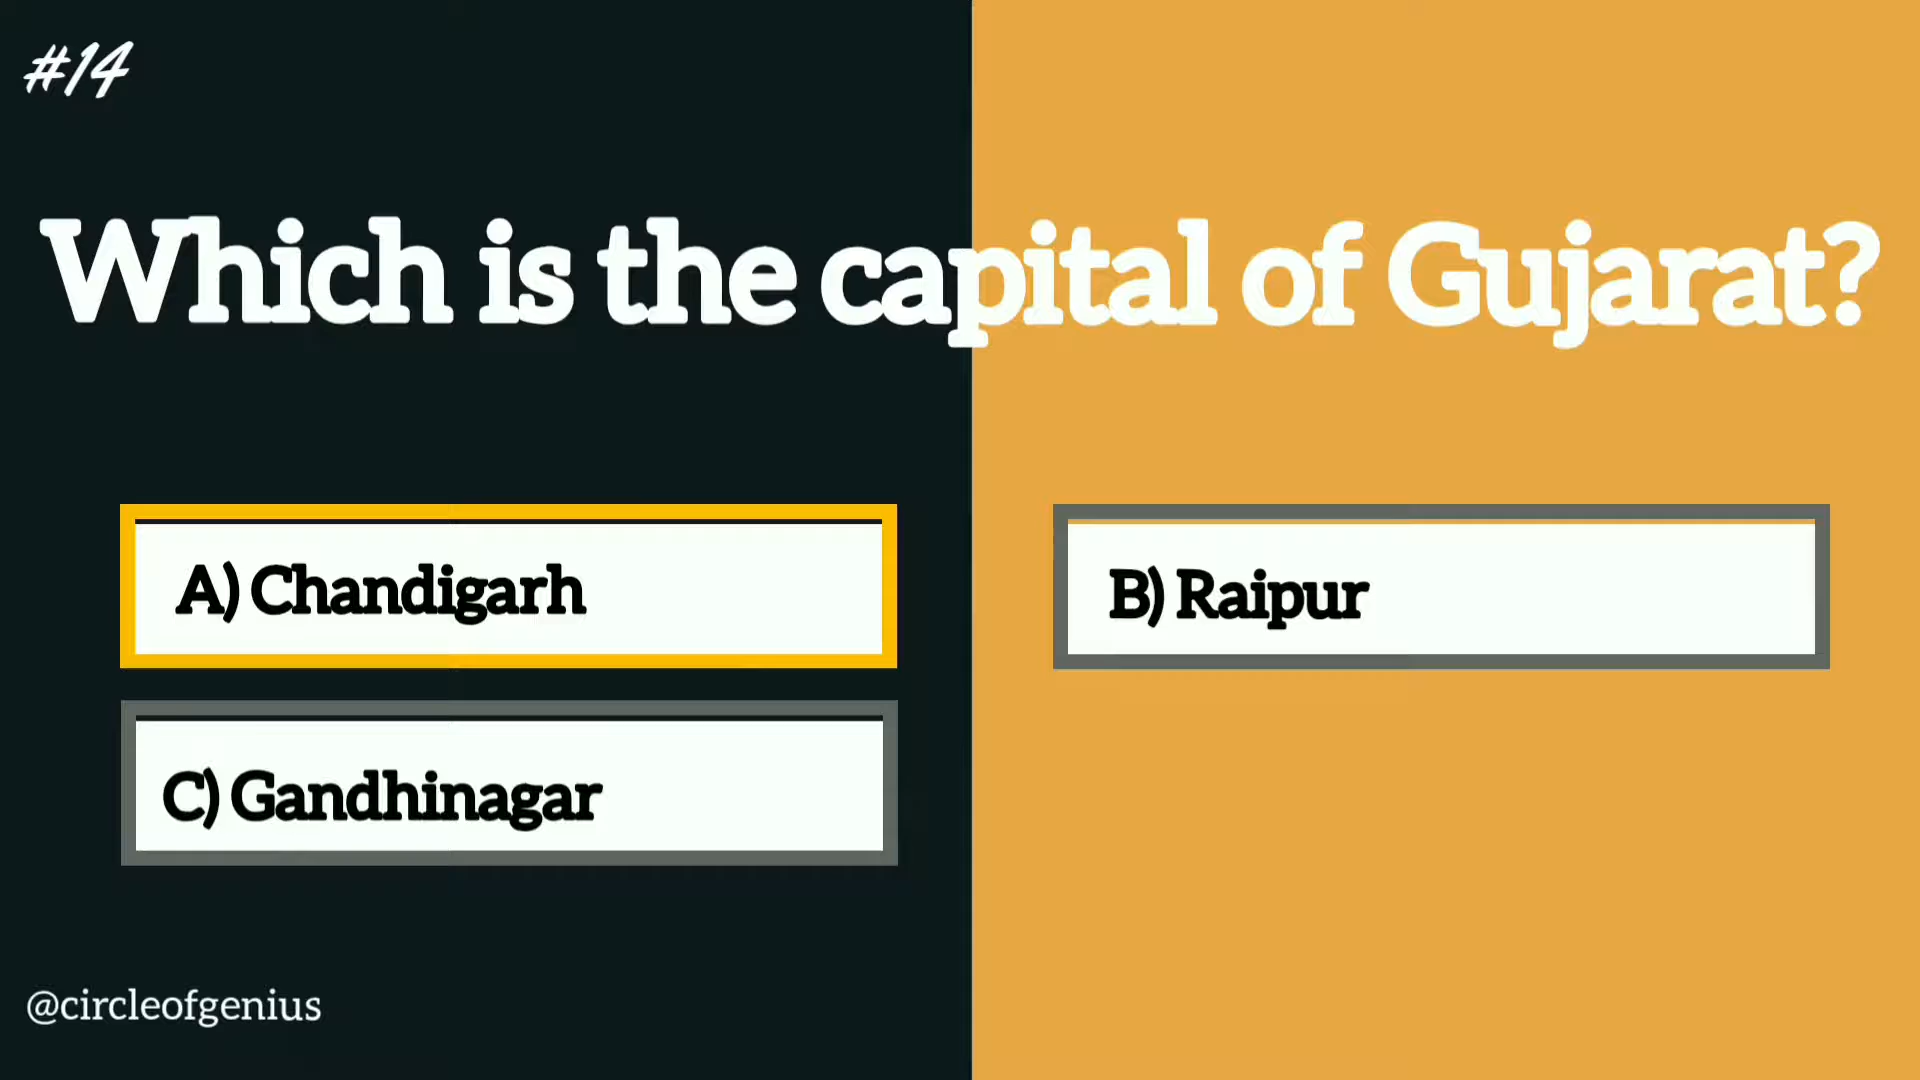 #14
Which is the capital of Gujarat?
A) Chandigarh
B) Raipur
C) Gandhinagar
@circleofgenius